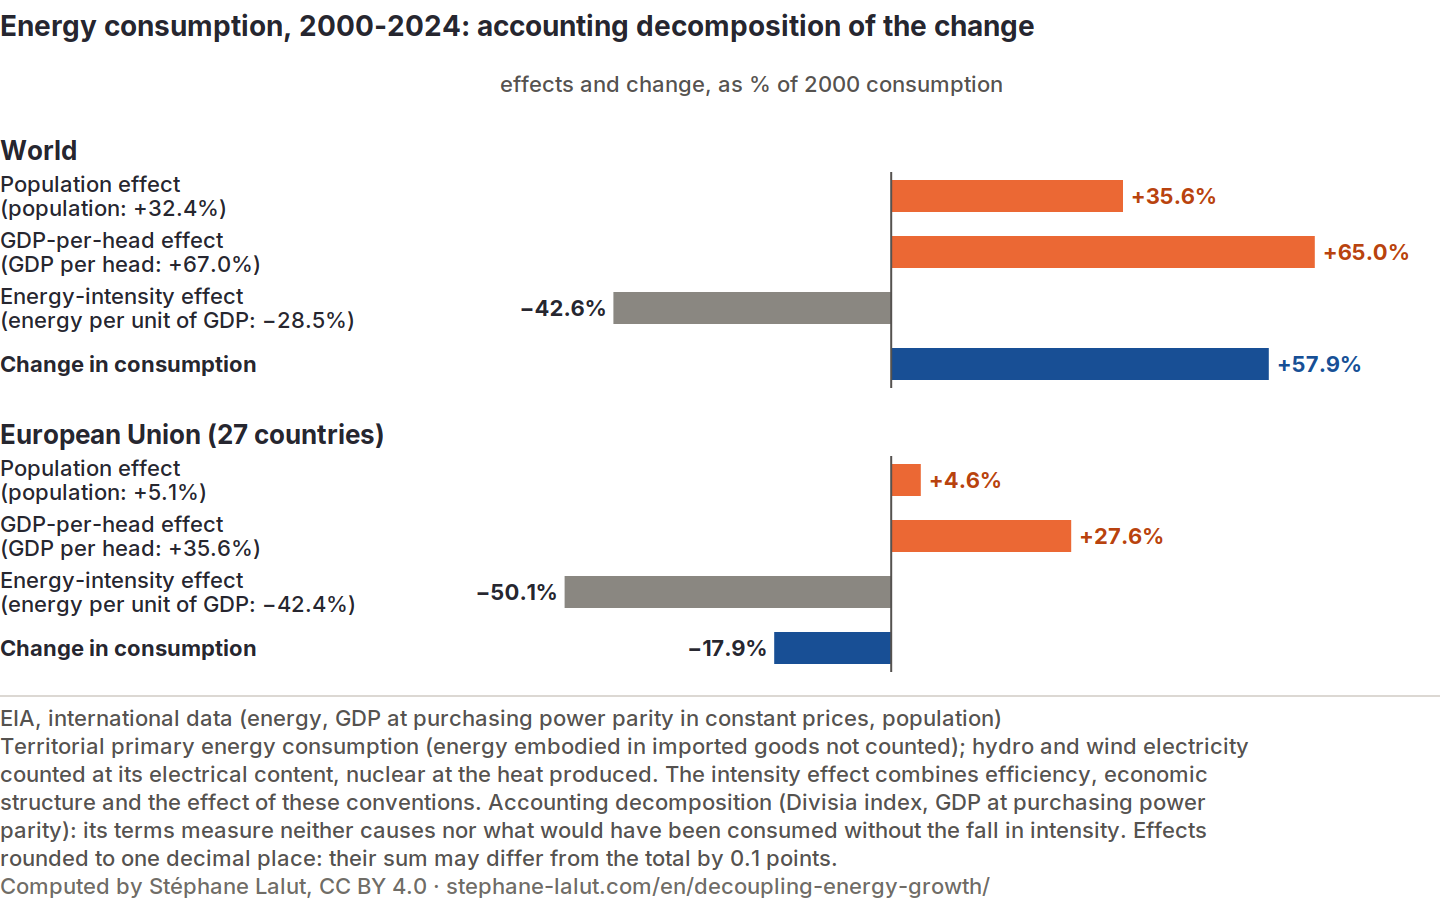 Energy consumption, 2000-2024: accounting decomposition of the change
effects and change, as % of 2000 consumption
World
Population effect
(population: +32.4%)
+35.6%
GDP-per-head effect
(GDP per head: +67.0%)
+65.0%
Energy-intensity effect
(energy per unit of GDP: −28.5%)
−42.6%
Change in consumption
+57.9%
European Union (27 countries)
Population effect
(population: +5.1%)
+4.6%
GDP-per-head effect
(GDP per head: +35.6%)
+27.6%
Energy-intensity effect
(energy per unit of GDP: −42.4%)
−50.1%
Change in consumption
−17.9%
EIA, international data (energy, GDP at purchasing power parity in constant prices, population)
Territorial primary energy consumption (energy embodied in imported goods not counted); hydro and wind electricity
counted at its electrical content, nuclear at the heat produced. The intensity effect combines efficiency, economic
structure and the effect of these conventions. Accounting decomposition (Divisia index, GDP at purchasing power
parity): its terms measure neither causes nor what would have been consumed without the fall in intensity. Effects
rounded to one decimal place: their sum may differ from the total by 0.1 points.
Computed by Stéphane Lalut, CC BY 4.0 · stephane-lalut.com/en/decoupling-energy-growth/